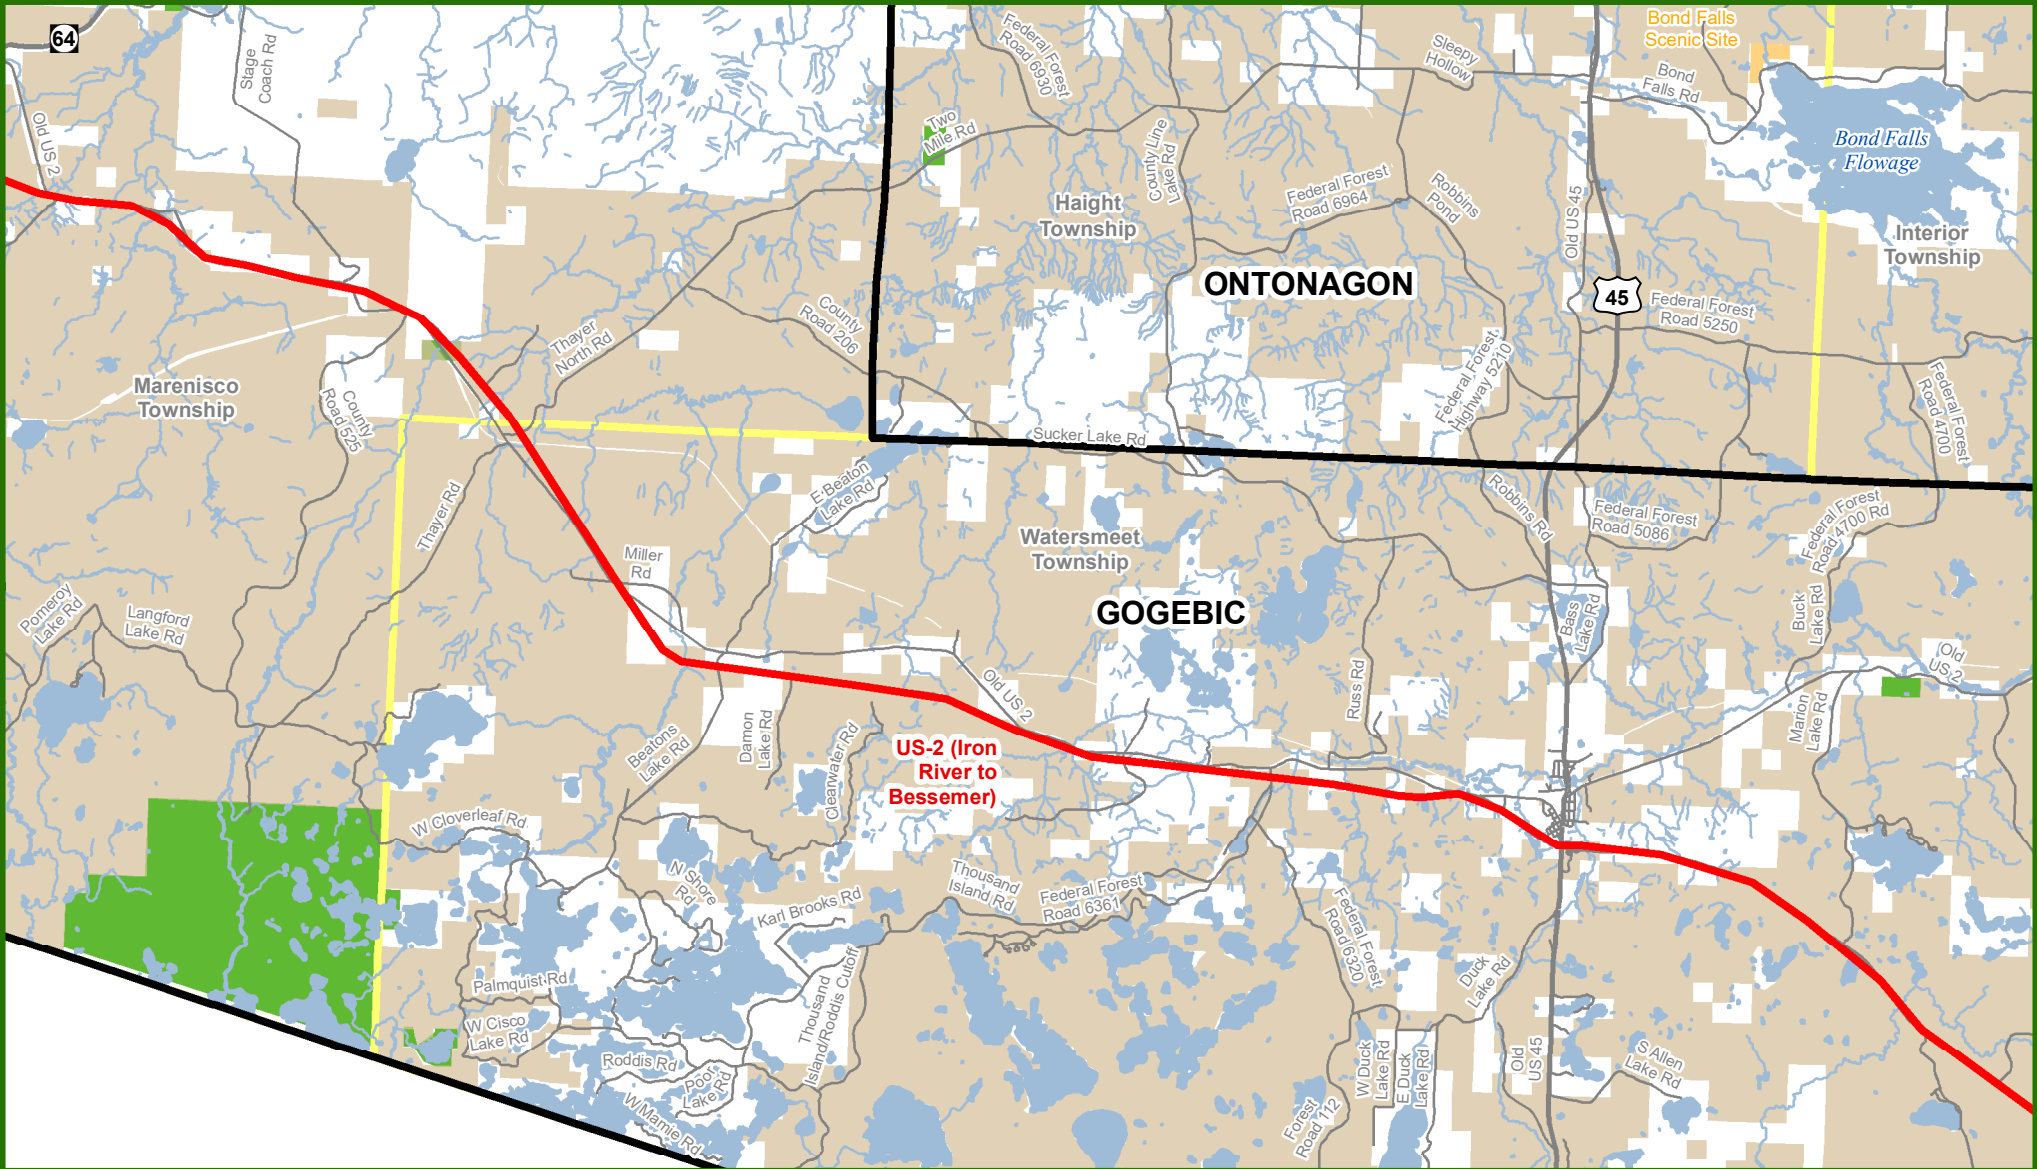 64
Stage
Coach Rd
Old US 2
Federal Forest
Road 6930
Two
Mile Rd
County Line
Lake Rd
Sleepy
Hollow
Bond Falls
Scenic Site
Bond
Falls Rd
Bond Falls
Flowage
Haight
Township
Federal Forest
Road 6964
Robbins
Pond
Old US 45
Interior
Township
ONTONAGON
45
Federal Forest
Road 5250
County
Road 206
Thayer
North Rd
Marenisco
Township
County
Road 525
Federal Forest
Highway 5210
Federal Forest
Road 4700
Sucker Lake Rd
E Beaton
Lake Rd
Thayer Rd
Robbins Rd
Federal Forest
Road 5086
Federal Forest
Road 4700 Rd
Watersmeet
Township
Miller
Rd
GOGEBIC
Pomeroy
Lake Rd
Langford
Lake Rd
Bass
Lake Rd
Buck
Lake Rd
Old
US 2
Old US 2
Russ Rd
Marion
Lake Rd
Beatons
Lake Rd
Damon
Lake Rd
Clearwater Rd
US-2 (Iron
River to
Bessemer)
W Cloverleaf Rd
N Shore
Rd
Karl Brooks Rd
Thousand
Island Rd
Federal Forest
Road 6361
Federal Forest
Road 6320
Duck
Lake Rd
Palmquist Rd
W Cisco
Lake Rd
Thousand
Island/Roddis Cutoff
Roddis Rd
Poor
Lake Rd
W Mamie Rd
Forest
Road 112
W Duck
Lake Rd
E Duck
Lake Rd
Old
US 45
S Allen
Lake Rd